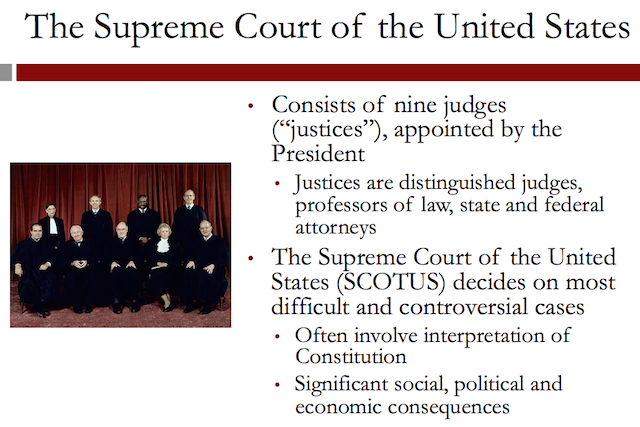 The Supreme Court of the United States
• Consists of nine judges
("justices"), appointed by the
President
• Justices are distinguished judges,
professors of law, state and federal
attorneys
• The Supreme Court of the United
States (SCOTUS) decides on most
difficult and controversial cases
• Often involve interpretation of
Constitution
• Significant social, political and
economic consequences